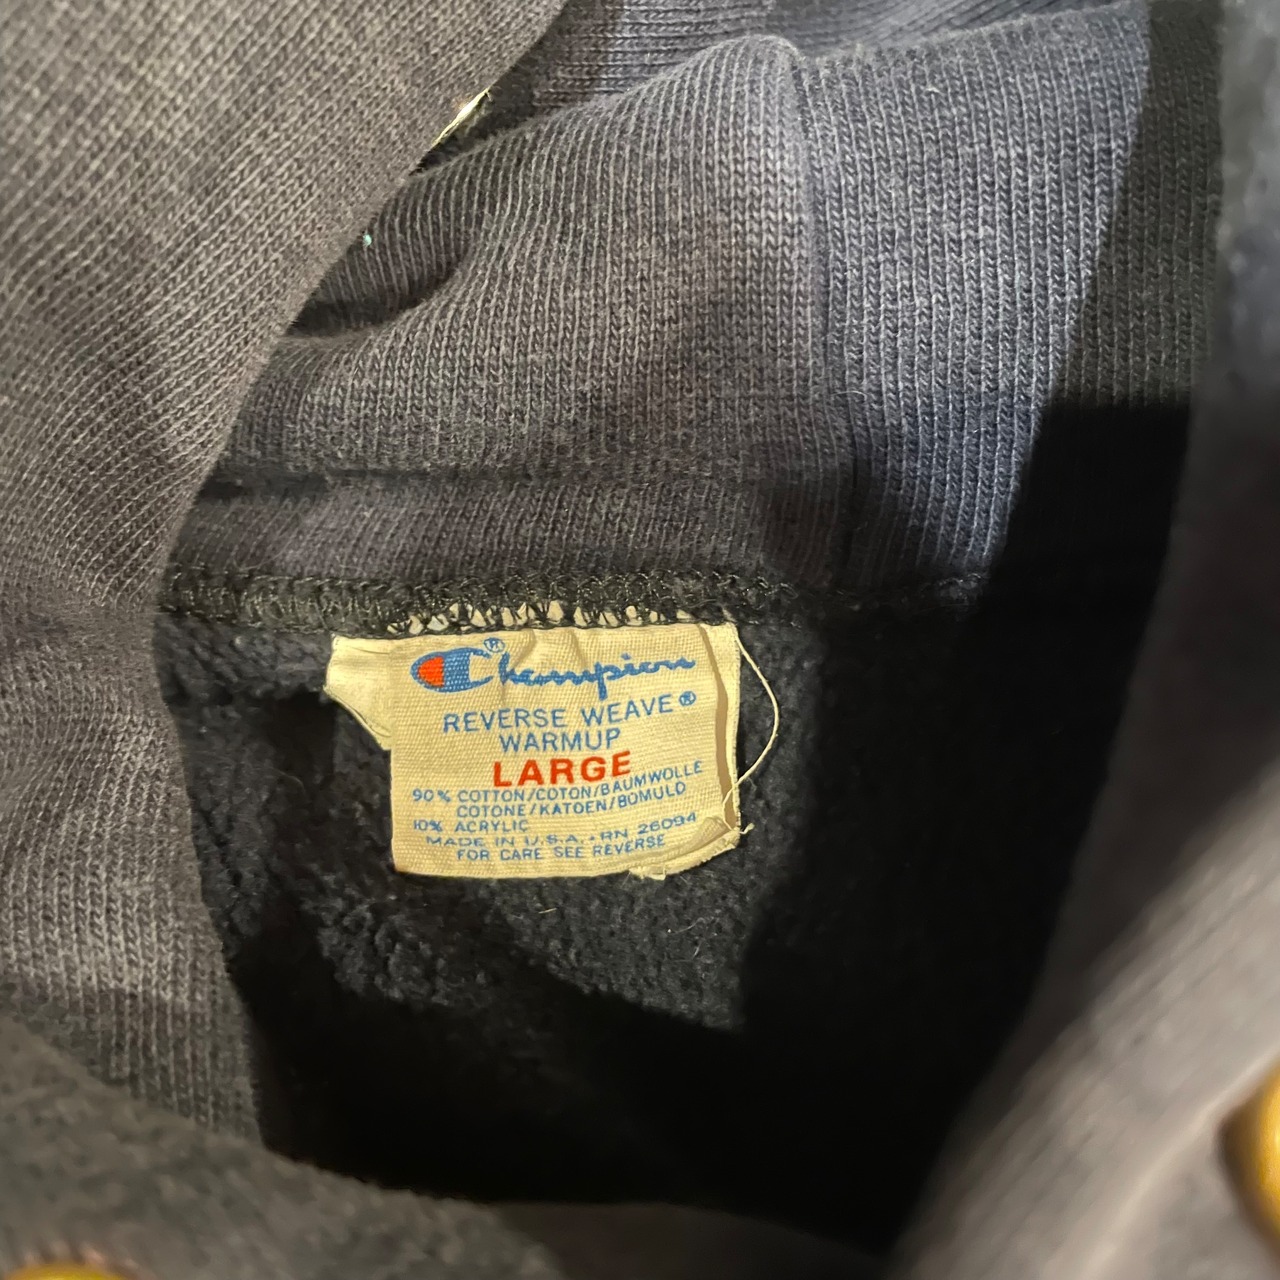 Champion®
REVERSE WEAVE®
WARMUP
LARGE
90% COTTON/COTON/BAUMWOLLE
COTONE/KATOEN/BOMULD
10% ACRYLIC
MADE IN U.S.A. • RN 26094
FOR CARE SEE REVERSE